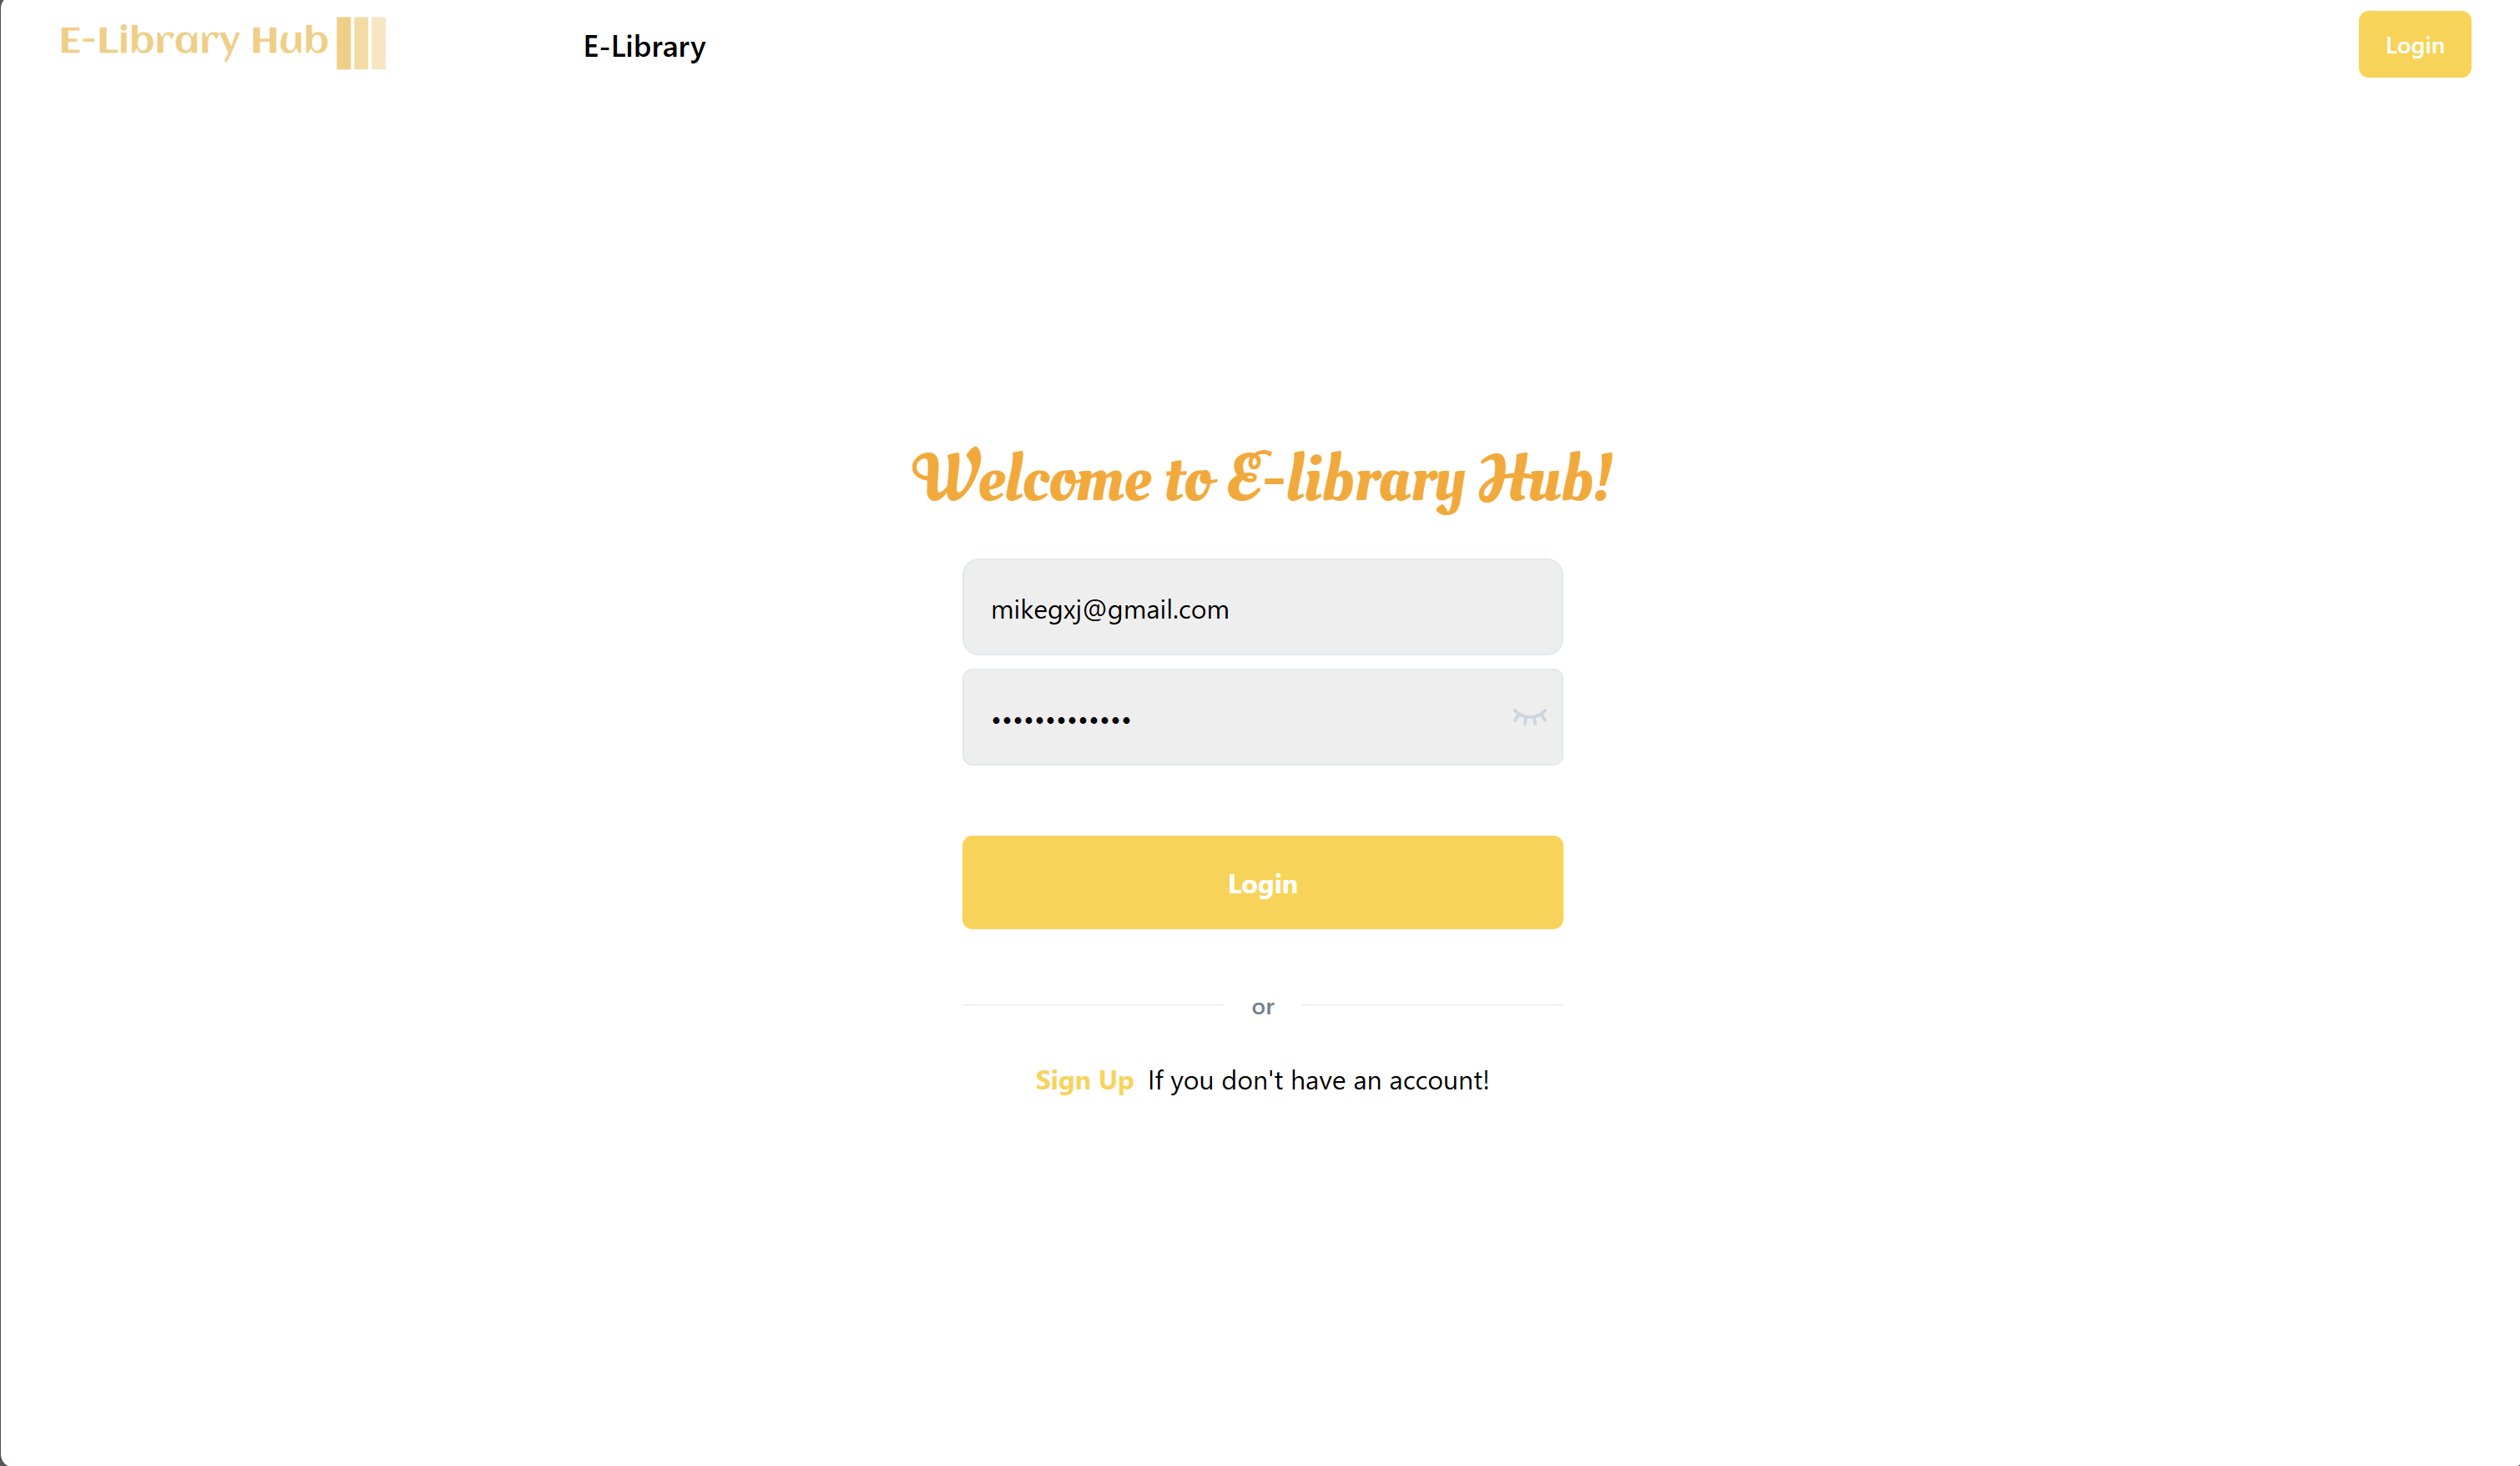 E-Library Hub
E-Library
Login
Welcome to E-library Hub!
mikegxj@gmail.com
•••••••••••••
Login
or
Sign Up If you don't have an account!